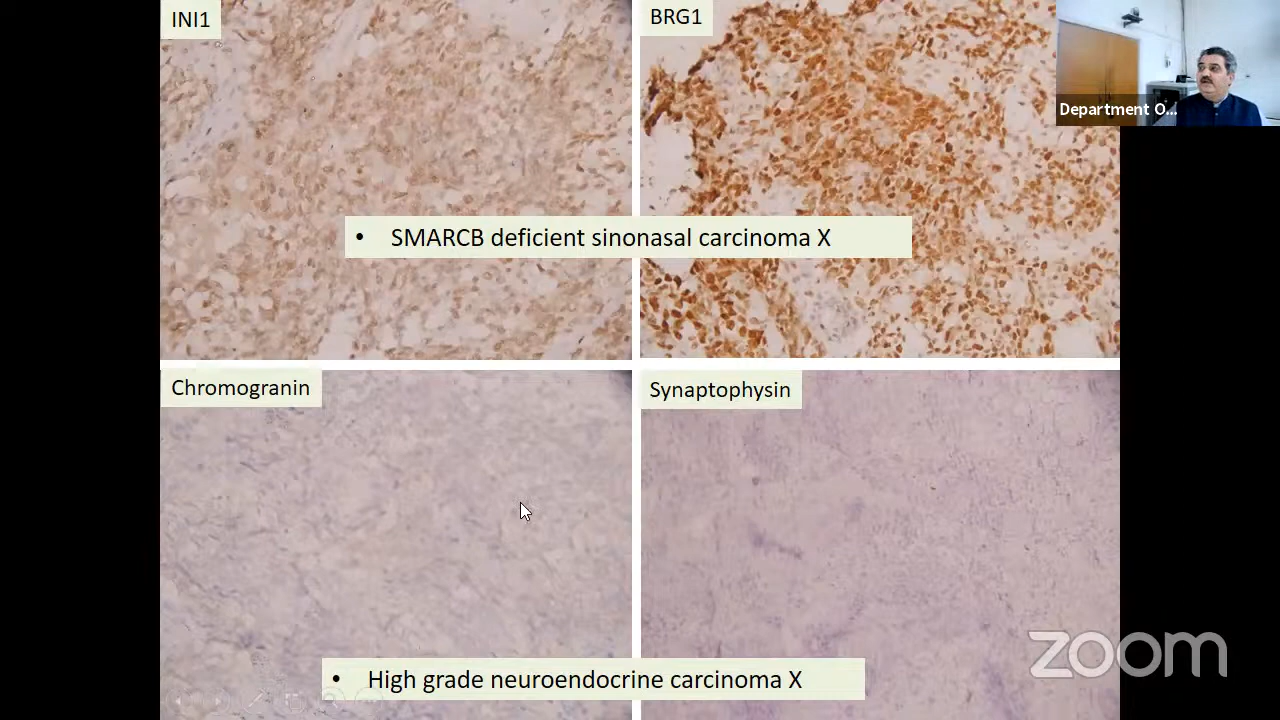 INI1
BRG1
Department O...
• SMARCB deficient sinonasal carcinoma X
Chromogranin
Synaptophysin
• High grade neuroendocrine carcinoma X
zoom